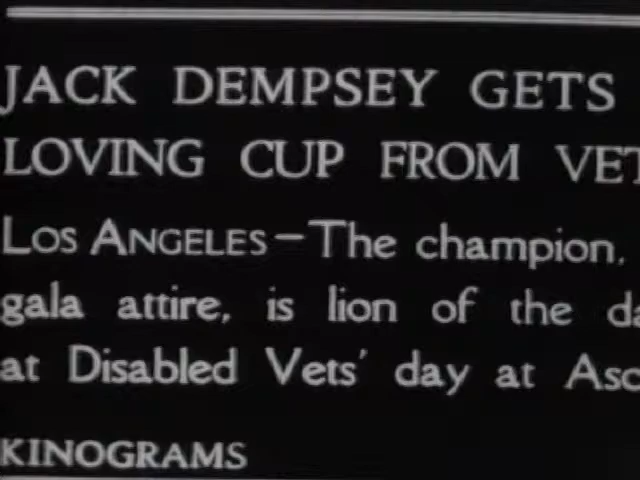 JACK DEMPSEY GETS
LOVING CUP FROM VET
LOS ANGELES—The champion,
gala attire, is lion of the da
at Disabled Vets' day at Asc
KINOGRAMS